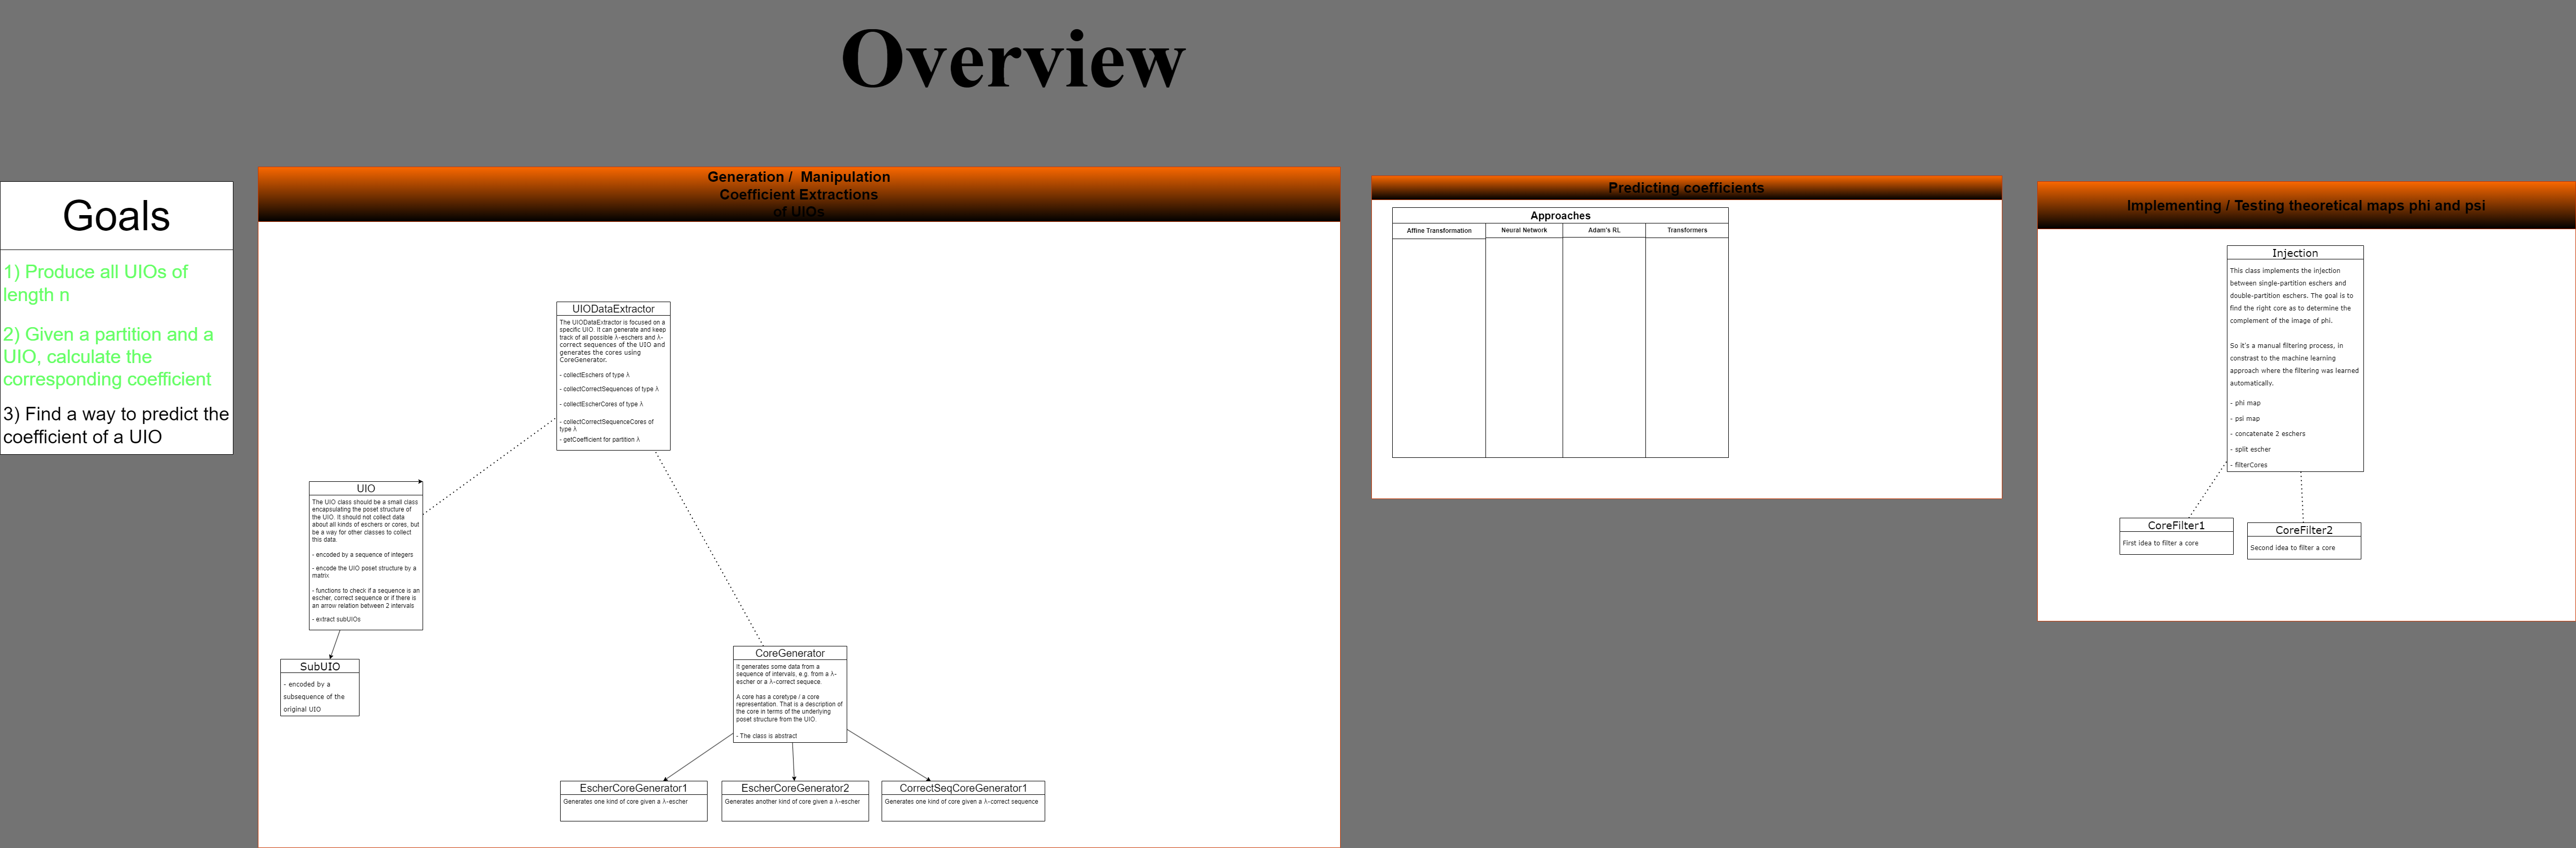 Overview
Goals
1) Produce all UIOs of
length n
2) Given a partition and a
UIO, calculate the
corresponding coefficient
3) Find a way to predict the
coefficient of a UIO
Generation /  Manipulation
Coefficient Extractions
of UIOs
UIODataExtractor
The UIODataExtractor is focused on a
specific UIO. It can generate and keep
track of all possible λ-eschers and λ-
correct sequences of the UIO and
generates the cores using
CoreGenerator.
- collectEschers of type λ
- collectCorrectSequences of type λ
- collectEscherCores of type λ
- collectCorrectSequenceCores of
type λ
- getCoefficient for partition λ
UIO
The UIO class should be a small class
encapsulating the poset structure of
the UIO. It should not collect data
about all kinds of eschers or cores, but
be a way for other classes to collect
this data.
- encoded by a sequence of integers
- encode the UIO poset structure by a
matrix
- functions to check if a sequence is an
escher, correct sequence or if there is
an arrow relation between 2 intervals
- extract subUIOs
SubUIO
- encoded by a
subsequence of the
original UIO
CoreGenerator
It generates some data from a
sequence of intervals, e.g. from a λ-
escher or a λ-correct sequece.
A core has a coretype / a core
representation. That is a description of
the core in terms of the underlying
poset structure from the UIO.
- The class is abstract
EscherCoreGenerator1
Generates one kind of core given a λ-escher
EscherCoreGenerator2
Generates another kind of core given a λ-escher
CorrectSeqCoreGenerator1
Generates one kind of core given a λ-correct sequence
Predicting coefficients
Approaches
Affine Transformation
Neural Network
Adam's RL
Transformers
Implementing / Testing theoretical maps phi and psi
Injection
This class implements the injection
between single-partition eschers and
double-partition eschers. The goal is to
find the right core as to determine the
complement of the image of phi.
So it's a manual filtering process, in
constrast to the machine learning
approach where the filtering was learned
automatically.
- phi map
- psi map
- concatenate 2 eschers
- split escher
- filterCores
CoreFilter1
First idea to filter a core
CoreFilter2
Second idea to filter a core